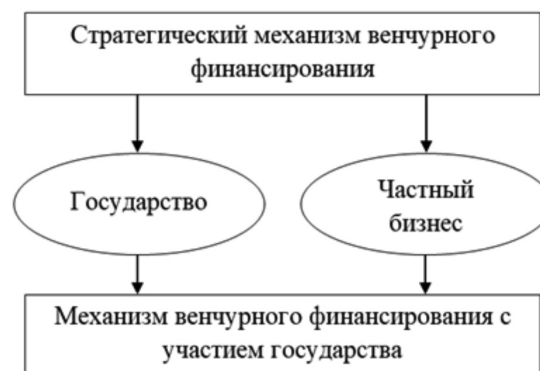 Стратегический механизм венчурного
финансирования
Государство
Частный
бизнес
Механизм венчурного финансирования с
участием государства